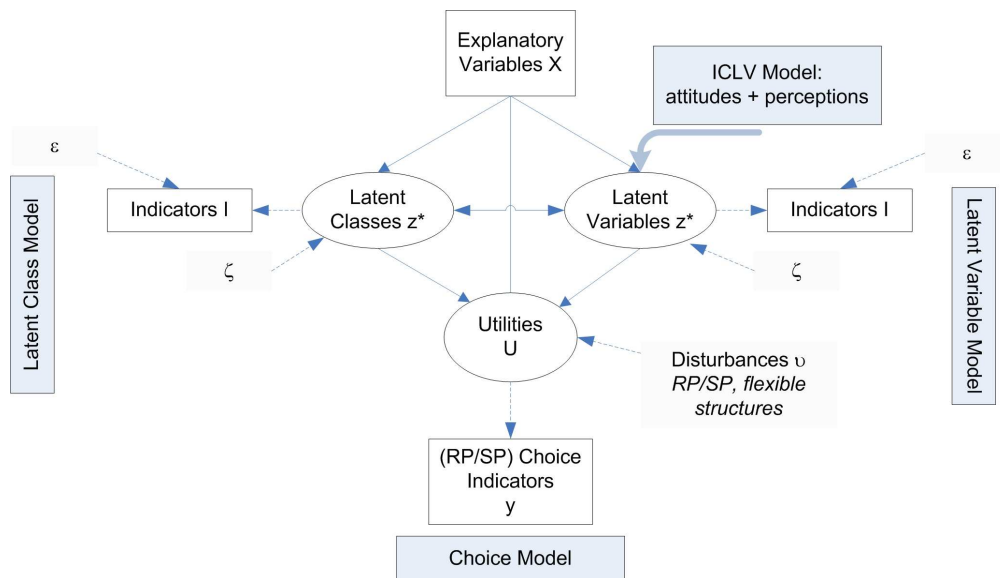 Explanatory
Variables X
ICLV Model:
attitudes + perceptions
ε
ε
Latent Class Model
Indicators I
Latent
Classes z*
Latent
Variables z*
Indicators I
Latent Variable Model
ζ
ζ
Utilities
U
Disturbances υ
RP/SP, flexible
structures
(RP/SP) Choice
Indicators
y
Choice Model